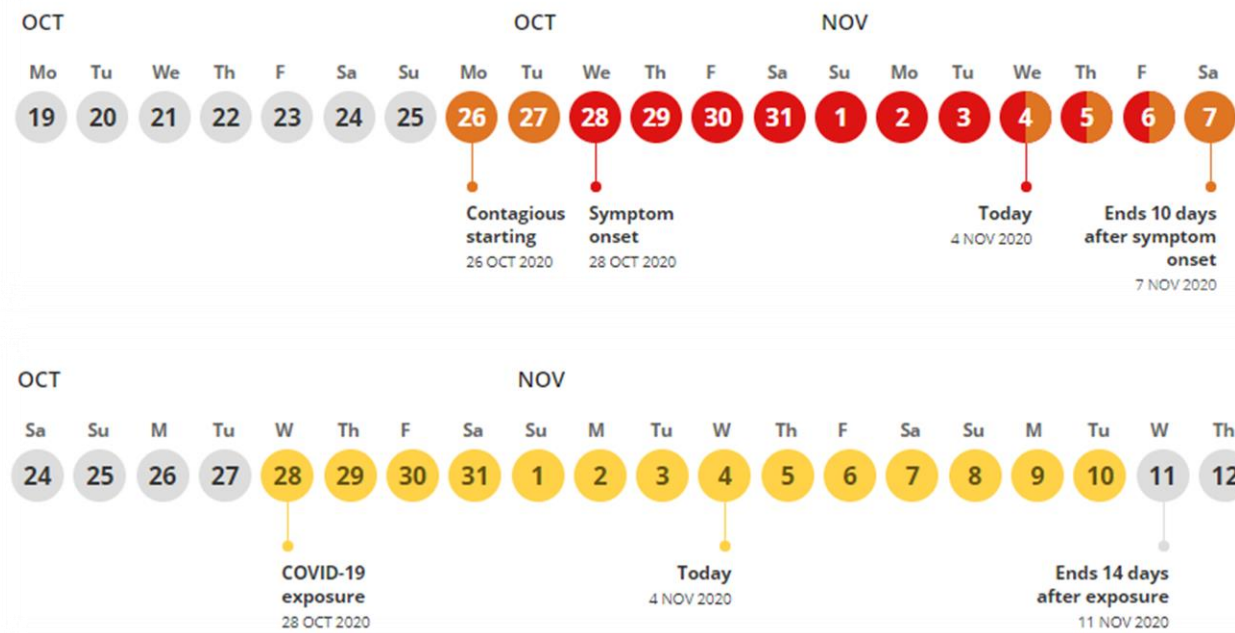 OCT OCT NOV
Mo Tu We Th F Sa Su Mo Tu We Th F Sa Su Mo Tu We Th F Sa
19 20 21 22 23 24 25 26 27 28 29 30 31 1 2 3 4 5 6 7
Contagious starting
26 OCT 2020
Symptom onset
28 OCT 2020
Today
4 NOV 2020
Ends 10 days
after symptom
onset
7 NOV 2020
OCT NOV
Sa Su M Tu W Th F Sa Su M Tu W Th F Sa Su M Tu W Th
24 25 26 27 28 29 30 31 1 2 3 4 5 6 7 8 9 10 11 12
COVID-19
exposure
28 OCT 2020
Today
4 NOV 2020
Ends 14 days
after exposure
11 NOV 2020